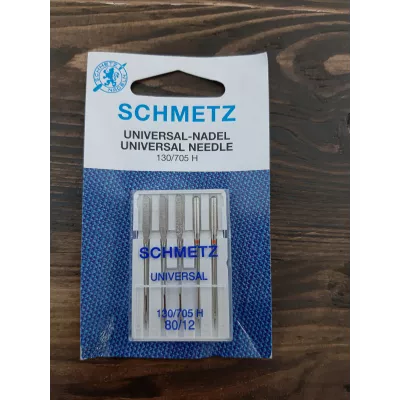 SCHMETZ
UNIVERSAL-NADEL
UNIVERSAL NEEDLE
130/705 H
SCHMETZ
UNIVERSAL
130/705 H
80/12